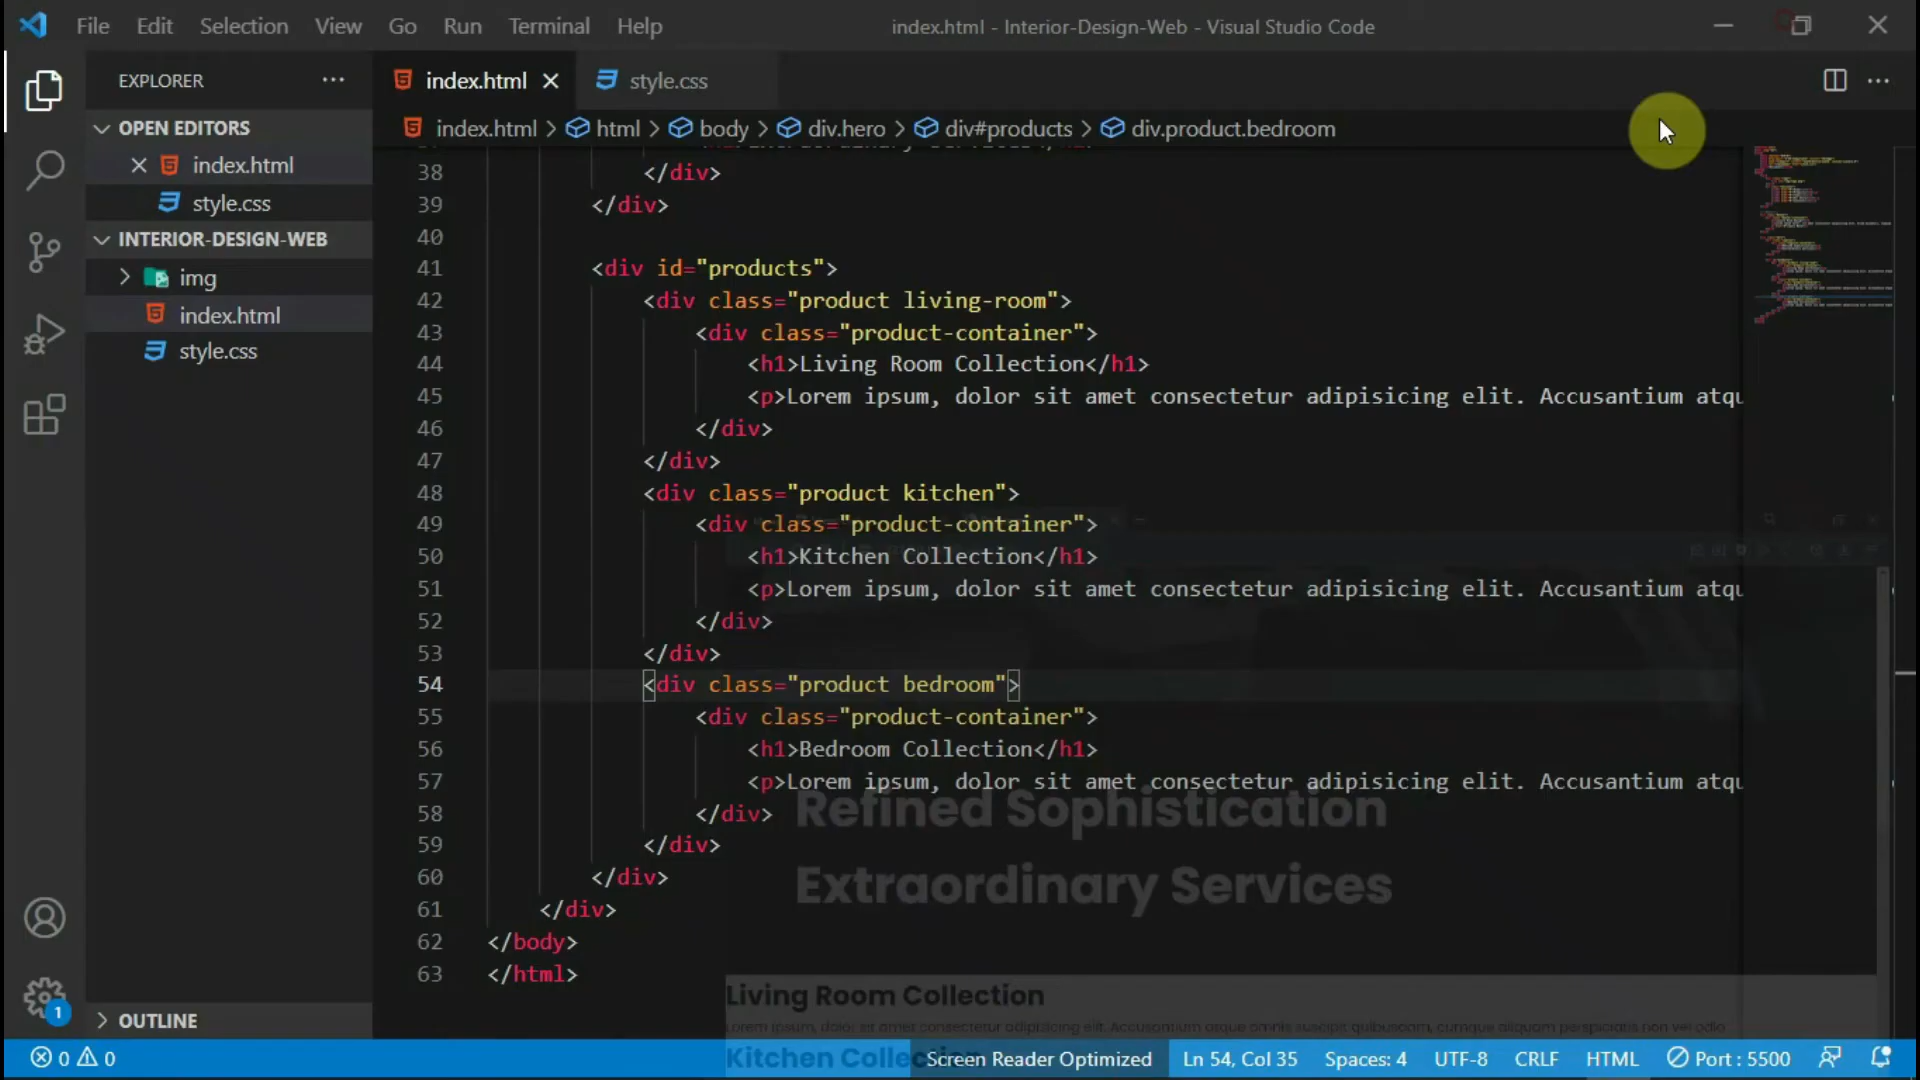 File Edit Selection View Go Run Terminal Help
index.html - Interior-Design-Web - Visual Studio Code
EXPLORER
index.html
style.css
OPEN EDITORS
index.html > html > body > div.hero > div#products > div.product.bedroom
index.html
style.css
INTERIOR-DESIGN-WEB
img
index.html
style.css
38 </div>
39 </div>
40
41 <div id="products">
42 <div class="product living-room">
43 <div class="product-container">
44 <h1>Living Room Collection</h1>
45 <p>Lorem ipsum, dolor sit amet consectetur adipisicing elit. Accusantium atqu
46 </div>
47 </div>
48 <div class="product kitchen">
49 <div class="product-container">
50 <h1>Kitchen Collection</h1>
51 <p>Lorem ipsum, dolor sit amet consectetur adipisicing elit. Accusantium atqu
52 </div>
53 </div>
54 <div class="product bedroom">
55 <div class="product-container">
56 <h1>Bedroom Collection</h1>
57 <p>Lorem ipsum, dolor sit amet consectetur adipisicing elit. Accusantium atqu
58 </div>
59 </div>
60 </div>
61 </div>
62 </body>
63 </html>
Refined Sophistication
Extraordinary Services
Living Room Collection
Lorem ipsum, dolor sit amet consectetur adipisicing elit. Accusantium atque omnis suscipit quibusdam, cumque aliquam perspiciatis non vel odio
Kitchen
OUTLINE
1
0 0
Screen Reader Optimized
Ln 54, Col 35
Spaces: 4
UTF-8
CRLF
HTML
Port : 5500